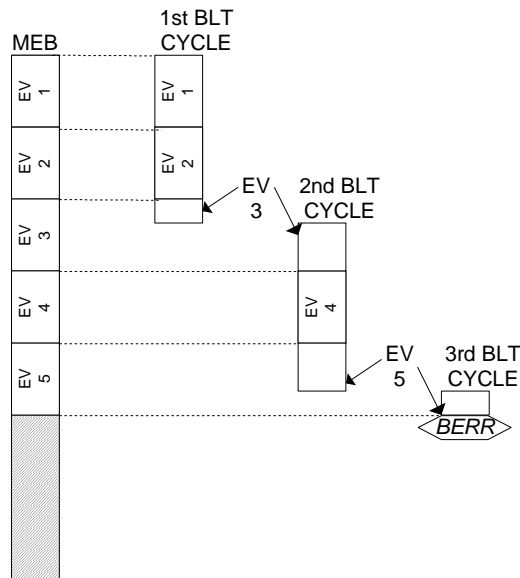 1st BLT
CYCLE
MEB
EV 1
EV 1
EV 2
EV 2
EV
3
2nd BLT
CYCLE
EV 3
EV 4
EV 4
EV 5
EV
5
3rd BLT
CYCLE
BERR